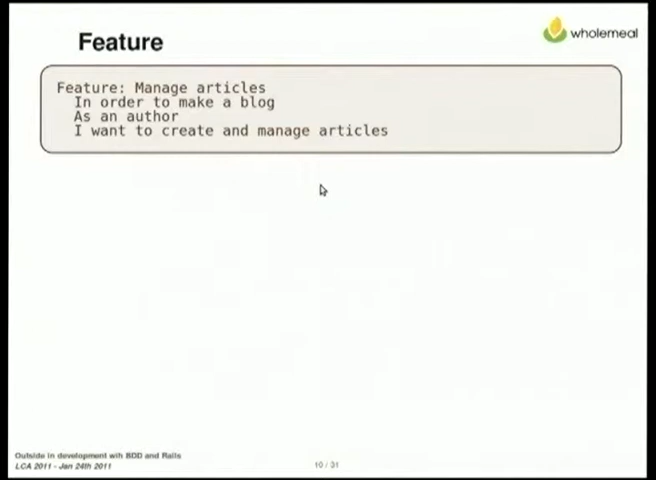 Feature
wholemeal
Feature: Manage articles
In order to make a blog
As an author
I want to create and manage articles
Outside in development with BDD and Rails
LCA 2011 - Jan 24th 2011
10 / 31